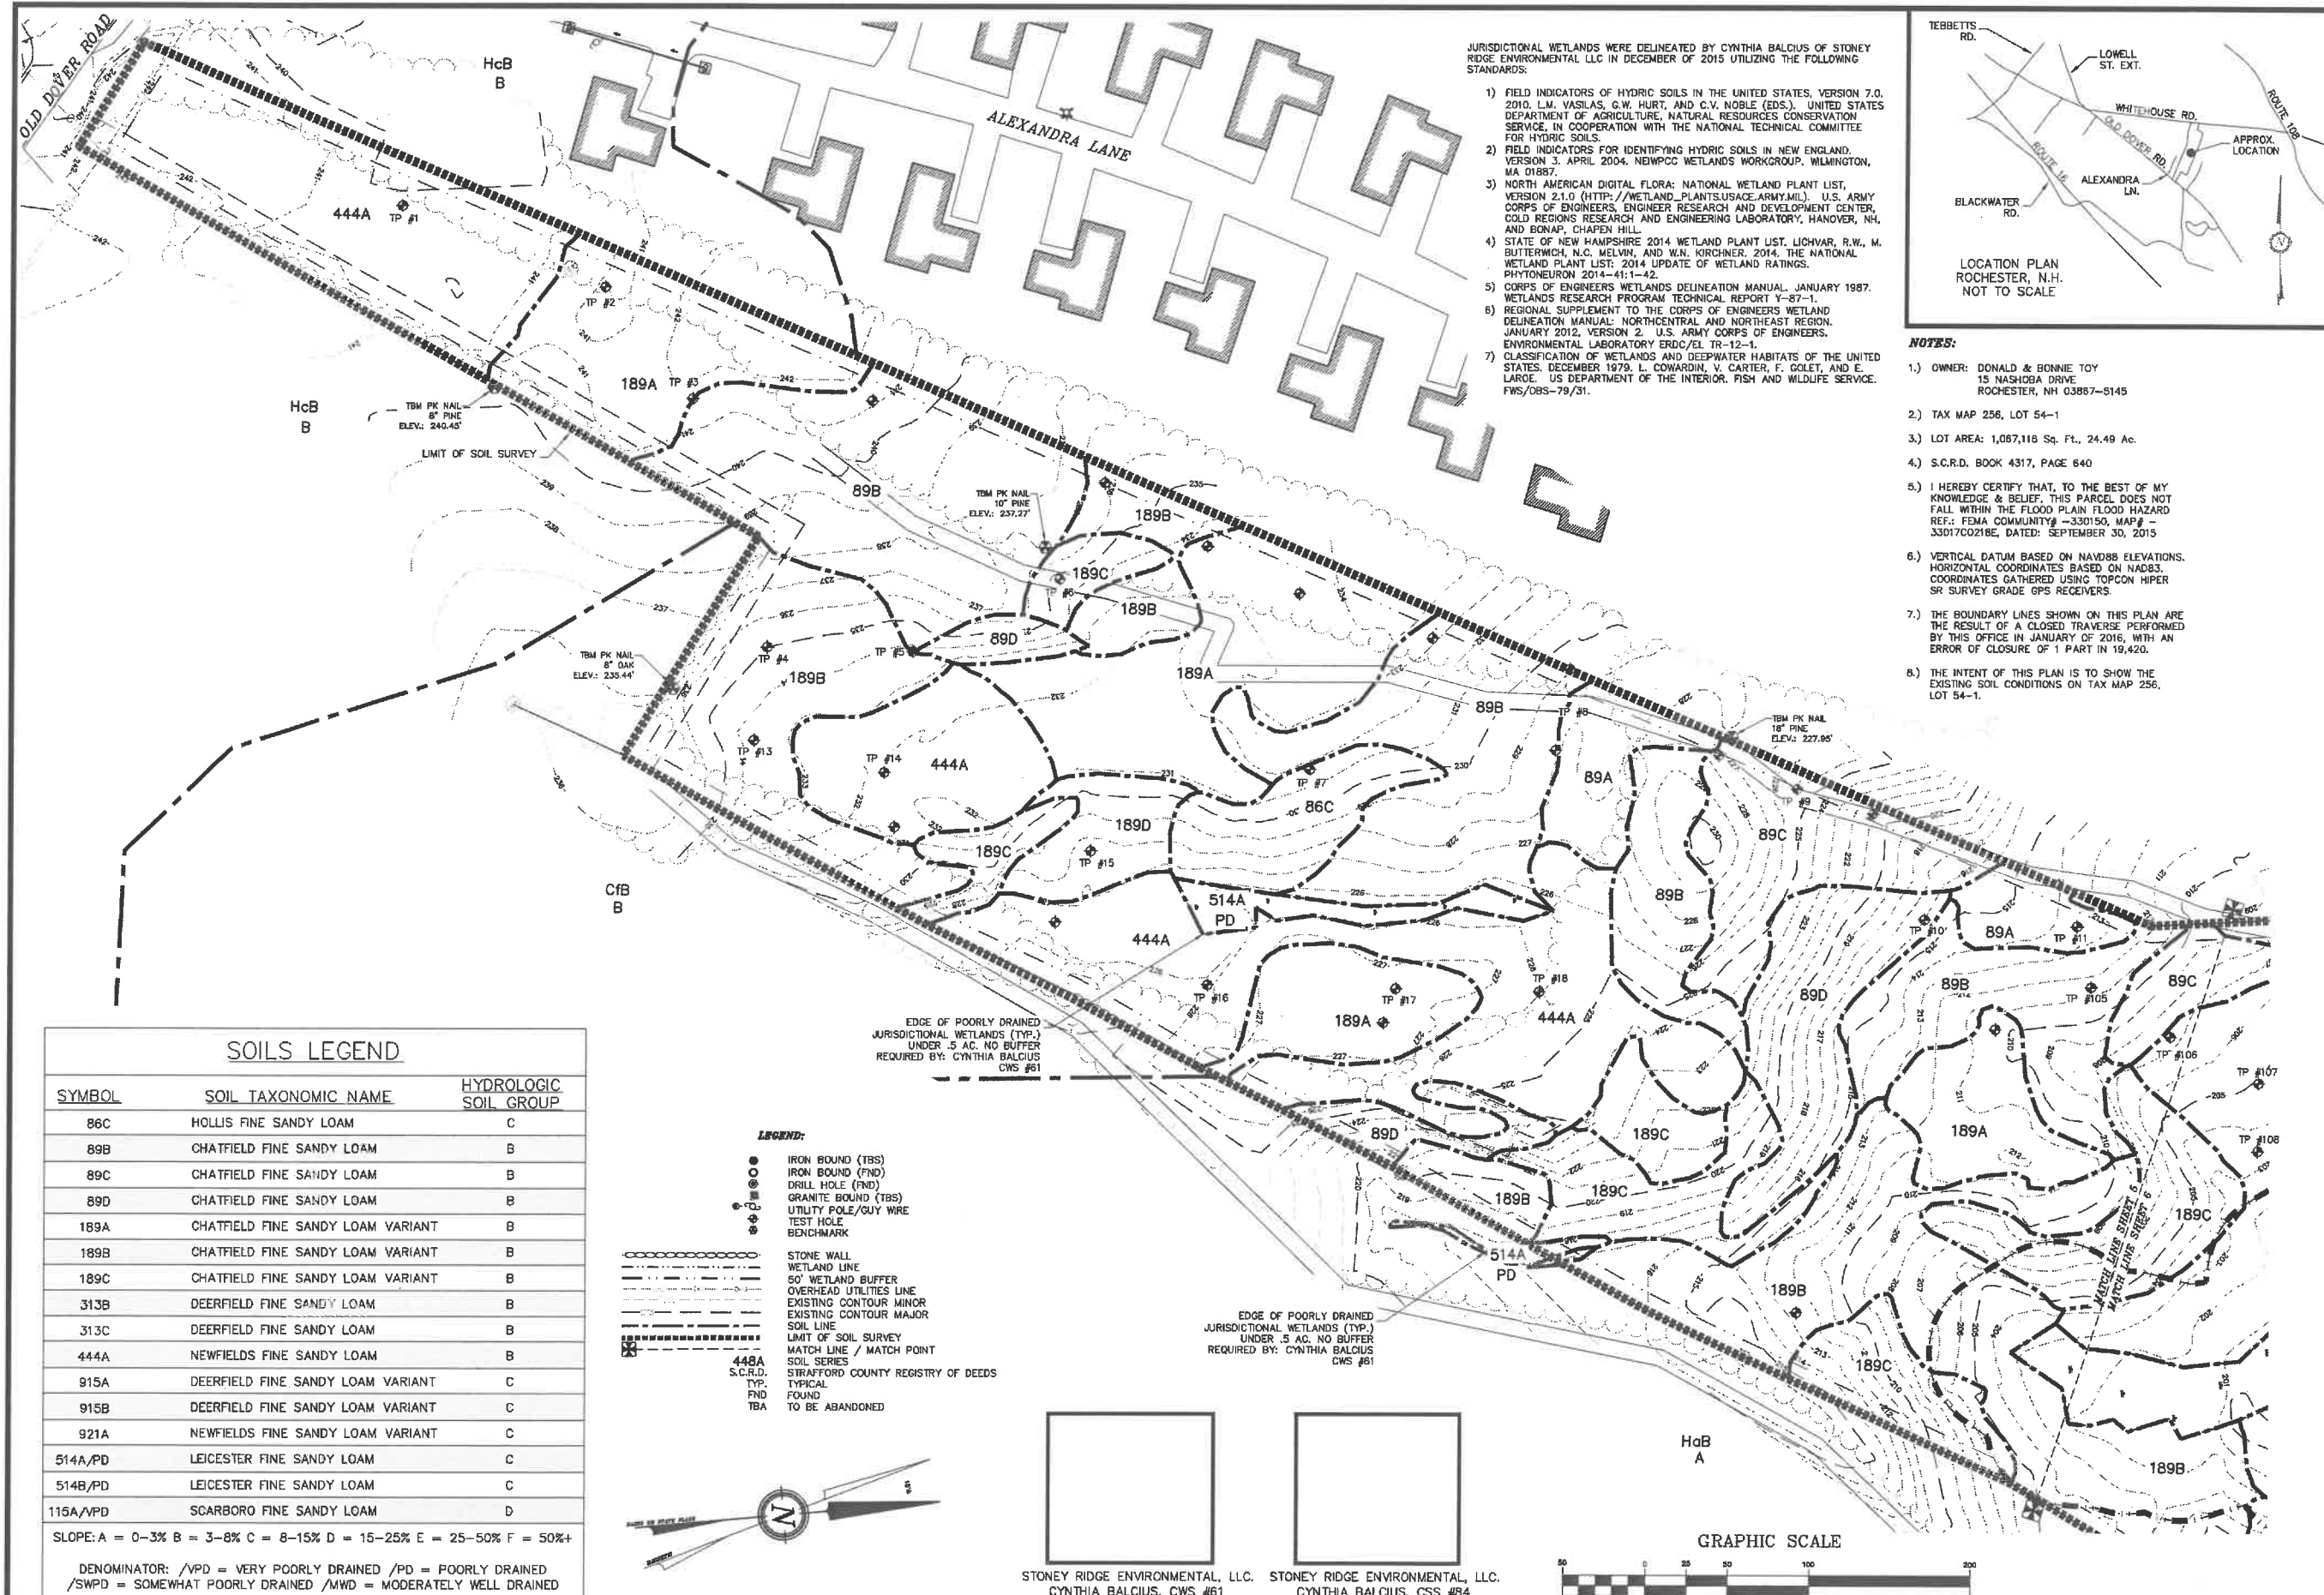 OLD DOVER ROAD
HcB
B
ALEXANDRA LANE
JURISDICTIONAL WETLANDS WERE DELINEATED BY CYNTHIA BALCIUS OF STONEY
RIDGE ENVIRONMENTAL LLC IN DECEMBER OF 2015 UTILIZING THE FOLLOWING
STANDARDS:
1) FIELD INDICATORS OF HYDRIC SOILS IN THE UNITED STATES, VERSION 7.0,
2010. L.M. VASILAS, G.W. HURT, AND C.V. NOBLE (EDS.). UNITED STATES
DEPARTMENT OF AGRICULTURE, NATURAL RESOURCES CONSERVATION
SERVICE, IN COOPERATION WITH THE NATIONAL TECHNICAL COMMITTEE
FOR HYDRIC SOILS.
2) FIELD INDICATORS FOR IDENTIFYING HYDRIC SOILS IN NEW ENGLAND.
VERSION 3. APRIL 2004. NEIWPCC WETLANDS WORKGROUP. WILMINGTON,
MA 01887.
3) NORTH AMERICAN DIGITAL FLORA: NATIONAL WETLAND PLANT LIST,
VERSION 2.1.0 (HTTP://WETLAND_PLANTS.USACE.ARMY.MIL). U.S. ARMY
CORPS OF ENGINEERS, ENGINEER RESEARCH AND DEVELOPMENT CENTER,
COLD REGIONS RESEARCH AND ENGINEERING LABORATORY, HANOVER, NH,
AND BONAP, CHAPEN HILL.
4) STATE OF NEW HAMPSHIRE 2014 WETLAND PLANT LIST. LICHVAR, R.W., M.
BUTTERWICH, N.C. MELVIN, AND W.N. KIRCHNER. 2014. THE NATIONAL
WETLAND PLANT LIST: 2014 UPDATE OF WETLAND RATINGS.
PHYTONEURON 2014-41:1-42.
5) CORPS OF ENGINEERS WETLANDS DELINEATION MANUAL. JANUARY 1987.
WETLANDS RESEARCH PROGRAM TECHNICAL REPORT Y-87-1.
6) REGIONAL SUPPLEMENT TO THE CORPS OF ENGINEERS WETLAND
DELINEATION MANUAL: NORTHCENTRAL AND NORTHEAST REGION.
JANUARY 2012, VERSION 2. U.S. ARMY CORPS OF ENGINEERS.
ENVIRONMENTAL LABORATORY ERDC/EL TR-12-1.
7) CLASSIFICATION OF WETLANDS AND DEEPWATER HABITATS OF THE UNITED
STATES. DECEMBER 1979. L. COWARDIN, V. CARTER, F. GOLET, AND E.
LAROE. US DEPARTMENT OF THE INTERIOR. FISH AND WILDLIFE SERVICE.
FWS/OBS-79/31.
TEBBETTS
RD.
LOWELL
ST. EXT.
WHITEHOUSE RD.
ROUTE 108
OLD DOVER RD.
APPROX.
LOCATION
ROUTE 16
ALEXANDRA
LN.
BLACKWATER
RD.
LOCATION PLAN
ROCHESTER, N.H.
NOT TO SCALE
NOTES:
1.) OWNER: DONALD & BONNIE TOY
15 NASHOBA DRIVE
ROCHESTER, NH 03867-5145
2.) TAX MAP 256, LOT 54-1
3.) LOT AREA: 1,067,118 Sq. Ft., 24.49 Ac.
4.) S.C.R.D. BOOK 4317, PAGE 640
5.) I HEREBY CERTIFY THAT, TO THE BEST OF MY
KNOWLEDGE & BELIEF, THIS PARCEL DOES NOT
FALL WITHIN THE FLOOD PLAIN FLOOD HAZARD
REF.: FEMA COMMUNITY# -330150, MAP# -
33017C0218E, DATED: SEPTEMBER 30, 2015
6.) VERTICAL DATUM BASED ON NAVD88 ELEVATIONS.
HORIZONTAL COORDINATES BASED ON NAD83.
COORDINATES GATHERED USING TOPCON HIPER
SR SURVEY GRADE GPS RECEIVERS.
7.) THE BOUNDARY LINES SHOWN ON THIS PLAN ARE
THE RESULT OF A CLOSED TRAVERSE PERFORMED
BY THIS OFFICE IN JANUARY OF 2016, WITH AN
ERROR OF CLOSURE OF 1 PART IN 19,420.
8.) THE INTENT OF THIS PLAN IS TO SHOW THE
EXISTING SOIL CONDITIONS ON TAX MAP 256,
LOT 54-1.
444A
TP #1
TP #2
189A
TP #3
HcB
B
TBM PK NAIL
8" PINE
ELEV.: 240.45'
LIMIT OF SOIL SURVEY
89B
TBM PK NAIL
10" PINE
ELEV.: 237.27'
189B
189C
TP #6
189B
89D
TP #4
TP #5
189B
TBM PK NAIL
8" OAK
ELEV.: 235.44'
189A
89B
TP #8
TBM PK NAIL
18" PINE
ELEV.: 227.95'
TP #13
TP #14
444A
TP #7
86C
89A
TP #9
89C
189D
TP #15
189C
CfB
B
514A
PD
444A
89B
TP #10
89A
TP #11
TP #16
TP #17
189A
TP #18
444A
89D
89B
TP #105
89C
TP #106
TP #107
TP #108
EDGE OF POORLY DRAINED
JURISDICTIONAL WETLANDS (TYP.)
UNDER .5 AC. NO BUFFER
REQUIRED BY: CYNTHIA BALCIUS
CWS #61
89D
189C
189A
189B
189C
189C
514A
PD
189B
MATCH LINE SHEET 5
MATCH LINE SHEET 6
EDGE OF POORLY DRAINED
JURISDICTIONAL WETLANDS (TYP.)
UNDER .5 AC. NO BUFFER
REQUIRED BY: CYNTHIA BALCIUS
CWS #61
189C
HaB
A
189B
SOILS LEGEND
SYMBOL SOIL TAXONOMIC NAME HYDROLOGIC SOIL GROUP
86C HOLLIS FINE SANDY LOAM C
89B CHATFIELD FINE SANDY LOAM B
89C CHATFIELD FINE SANDY LOAM B
89D CHATFIELD FINE SANDY LOAM B
189A CHATFIELD FINE SANDY LOAM VARIANT B
189B CHATFIELD FINE SANDY LOAM VARIANT B
189C CHATFIELD FINE SANDY LOAM VARIANT B
313B DEERFIELD FINE SANDY LOAM B
313C DEERFIELD FINE SANDY LOAM B
444A NEWFIELDS FINE SANDY LOAM B
915A DEERFIELD FINE SANDY LOAM VARIANT C
915B DEERFIELD FINE SANDY LOAM VARIANT C
921A NEWFIELDS FINE SANDY LOAM VARIANT C
514A/PD LEICESTER FINE SANDY LOAM C
514B/PD LEICESTER FINE SANDY LOAM C
115A/VPD SCARBORO FINE SANDY LOAM D
SLOPE: A = 0-3% B = 3-8% C = 8-15% D = 15-25% E = 25-50% F = 50%+
DENOMINATOR: /VPD = VERY POORLY DRAINED /PD = POORLY DRAINED
/SWPD = SOMEWHAT POORLY DRAINED /MWD = MODERATELY WELL DRAINED
LEGEND:
IRON BOUND (TBS)
IRON BOUND (FND)
DRILL HOLE (FND)
GRANITE BOUND (TBS)
UTILITY POLE/GUY WIRE
TEST HOLE
BENCHMARK
STONE WALL
WETLAND LINE
50' WETLAND BUFFER
OVERHEAD UTILITIES LINE
EXISTING CONTOUR MINOR
EXISTING CONTOUR MAJOR
SOIL LINE
LIMIT OF SOIL SURVEY
MATCH LINE / MATCH POINT
448A SOIL SERIES
S.C.R.D. STRAFFORD COUNTY REGISTRY OF DEEDS
TYP. TYPICAL
FND FOUND
TBA TO BE ABANDONED
N
STONEY RIDGE ENVIRONMENTAL, LLC.
CYNTHIA BALCIUS, CWS #61
STONEY RIDGE ENVIRONMENTAL, LLC.
CYNTHIA BALCIUS, CSS #84
GRAPHIC SCALE
50 0 25 50 100 200